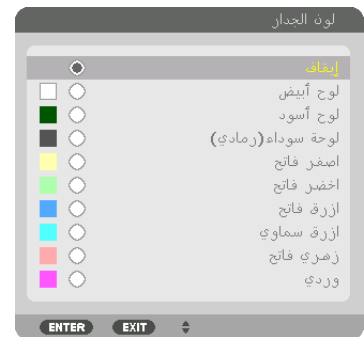 لون الجدار
إيقاف
لوح أبيض
لوح أسود
لوحة سوداء(رمادي)
اصفر فاتح
اخضر فاتح
ازرق فاتح
ازرق سماوي
زهري فاتح
وردي
ENTER EXIT